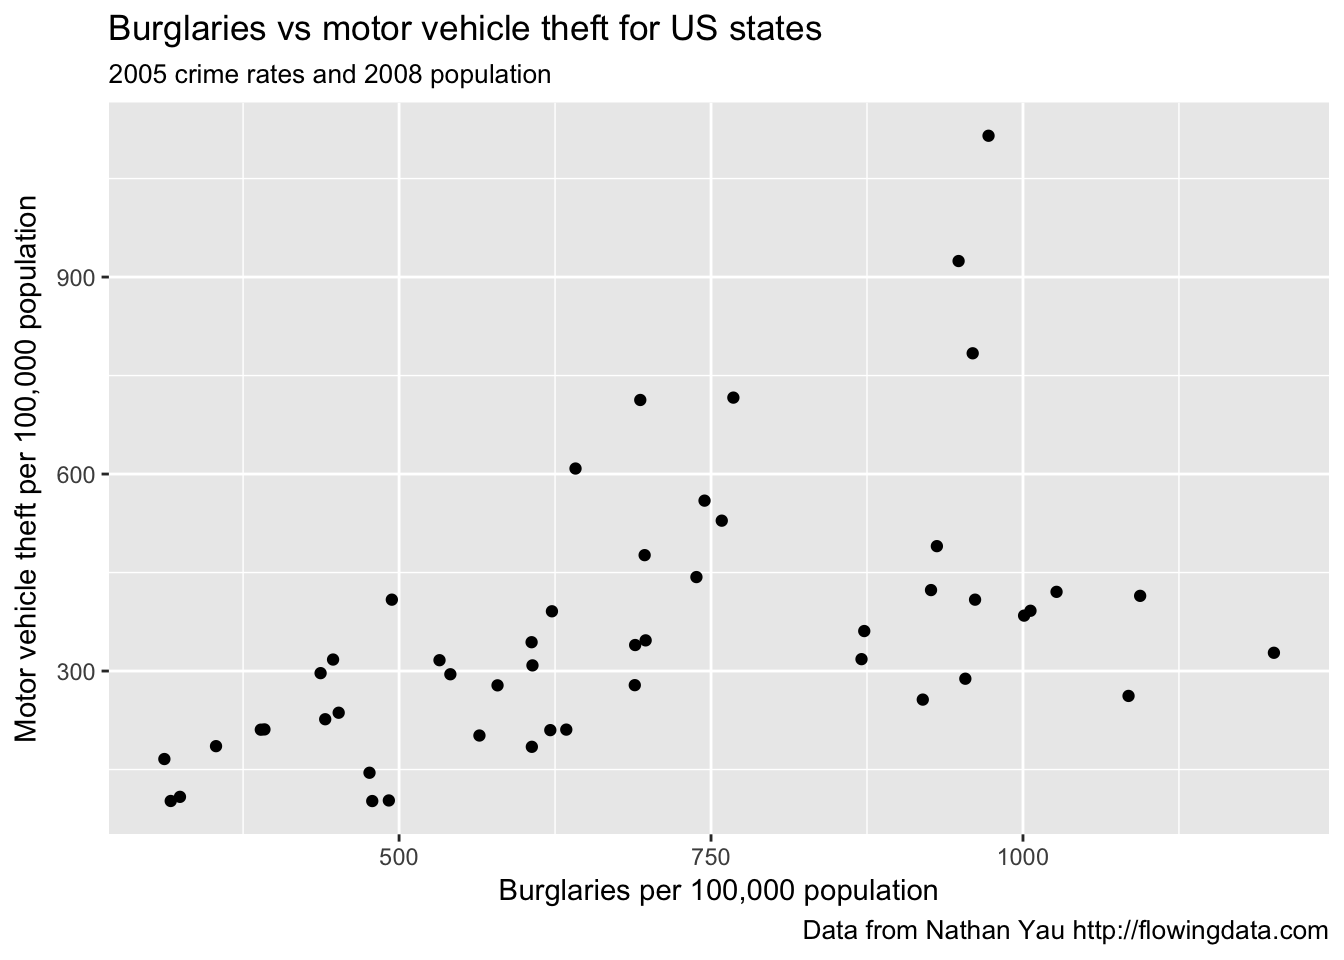 Burglaries vs motor vehicle theft for US states
2005 crime rates and 2008 population
Motor vehicle theft per 100,000 population
900
600
300
500 750 1000
Burglaries per 100,000 population
Data from Nathan Yau http://flowingdata.com